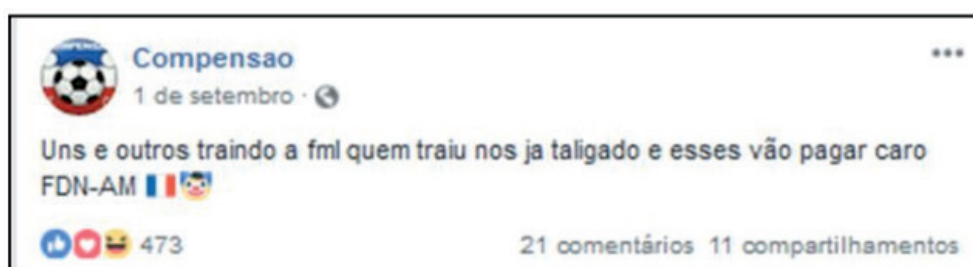 Compensao
1 de setembro ·
Uns e outros traindo a fml quem traiu nos ja taligado e esses vão pagar caro
FDN-AM 🇫🇷🤡
473
21 comentários 11 compartilhamentos